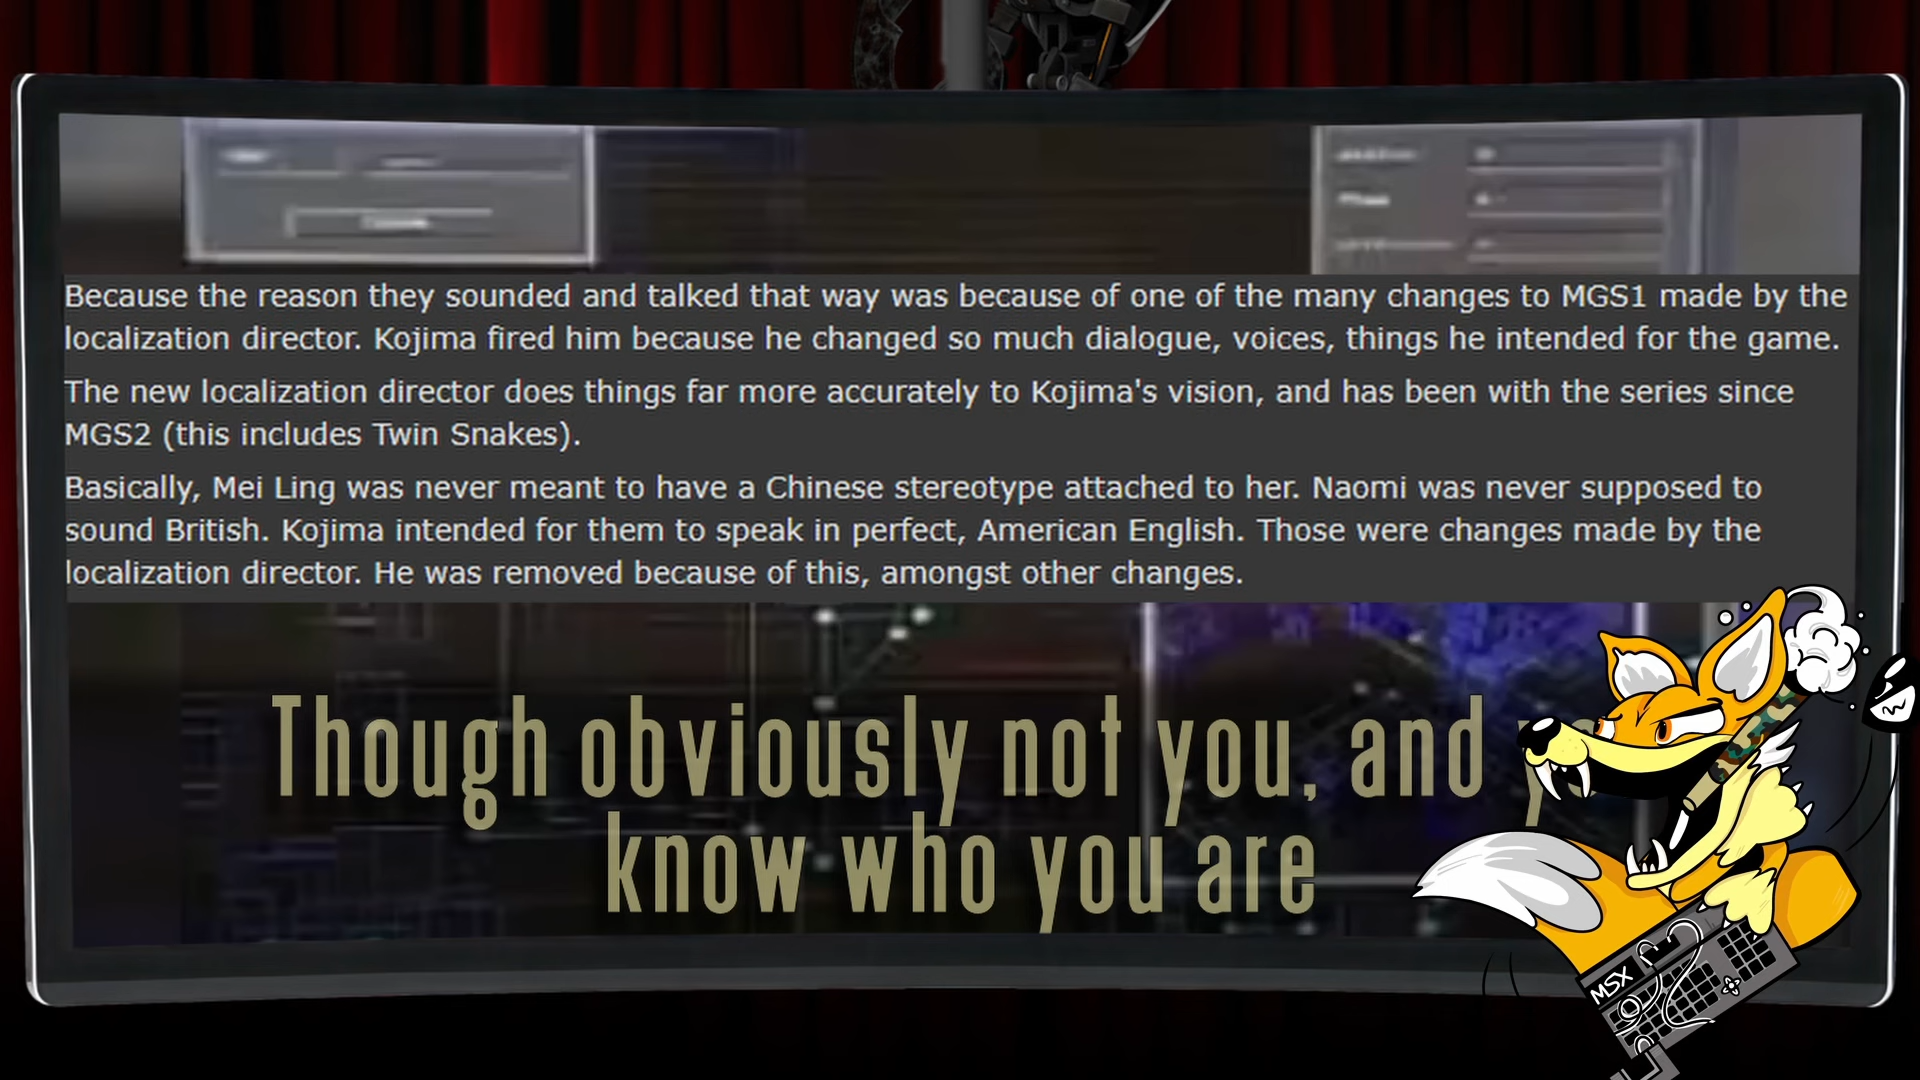 Because the reason they sounded and talked that way was because of one of the many changes to MGS1 made by the
localization director. Kojima fired him because he changed so much dialogue, voices, things he intended for the game.
The new localization director does things far more accurately to Kojima's vision, and has been with the series since
MGS2 (this includes Twin Snakes).
Basically, Mei Ling was never meant to have a Chinese stereotype attached to her. Naomi was never supposed to
sound British. Kojima intended for them to speak in perfect, American English. Those were changes made by the
localization director. He was removed because of this, amongst other changes.
Though obviously not you, and
know who you are
MSX